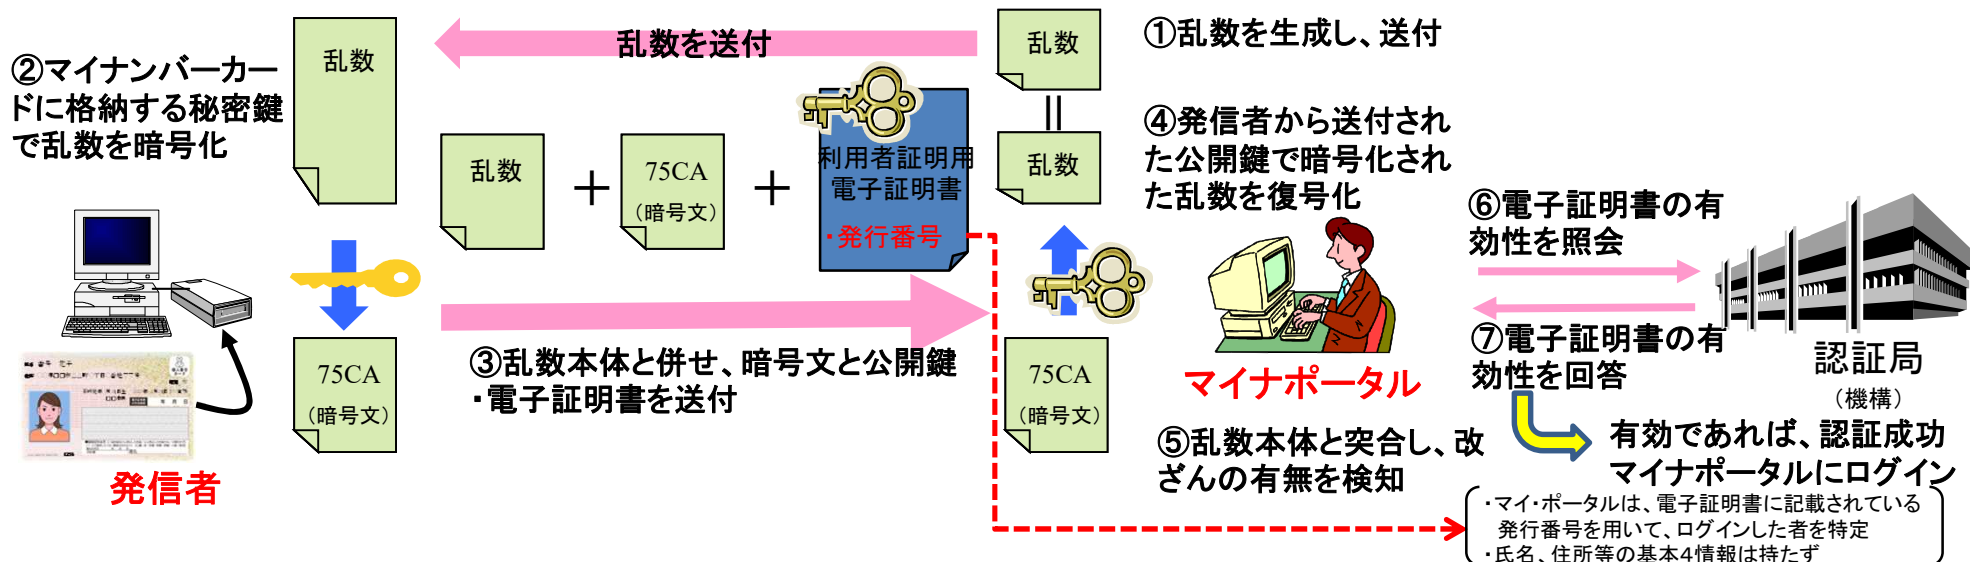 ①乱数を生成し、送付
乱数
乱数を送付
乱数
②マイナンバーカー
ドに格納する秘密鍵
で乱数を暗号化
75CA
（暗号文）
発信者
乱数
＋
75CA
（暗号文）
＋
利用者証明用
電子証明書
・発行番号
③乱数本体と併せ、暗号文と公開鍵
・電子証明書を送付
＝
乱数
75CA
（暗号文）
④発信者から送付され
た公開鍵で暗号化され
た乱数を復号化
マイナポータル
⑤乱数本体と突合し、改
ざんの有無を検知
⑥電子証明書の有
効性を照会
⑦電子証明書の有
効性を回答
認証局
（機構）
有効であれば、認証成功
マイナポータルにログイン
・マイ・ポータルは、電子証明書に記載されている
発行番号を用いて、ログインした者を特定
・氏名、住所等の基本４情報は持たず